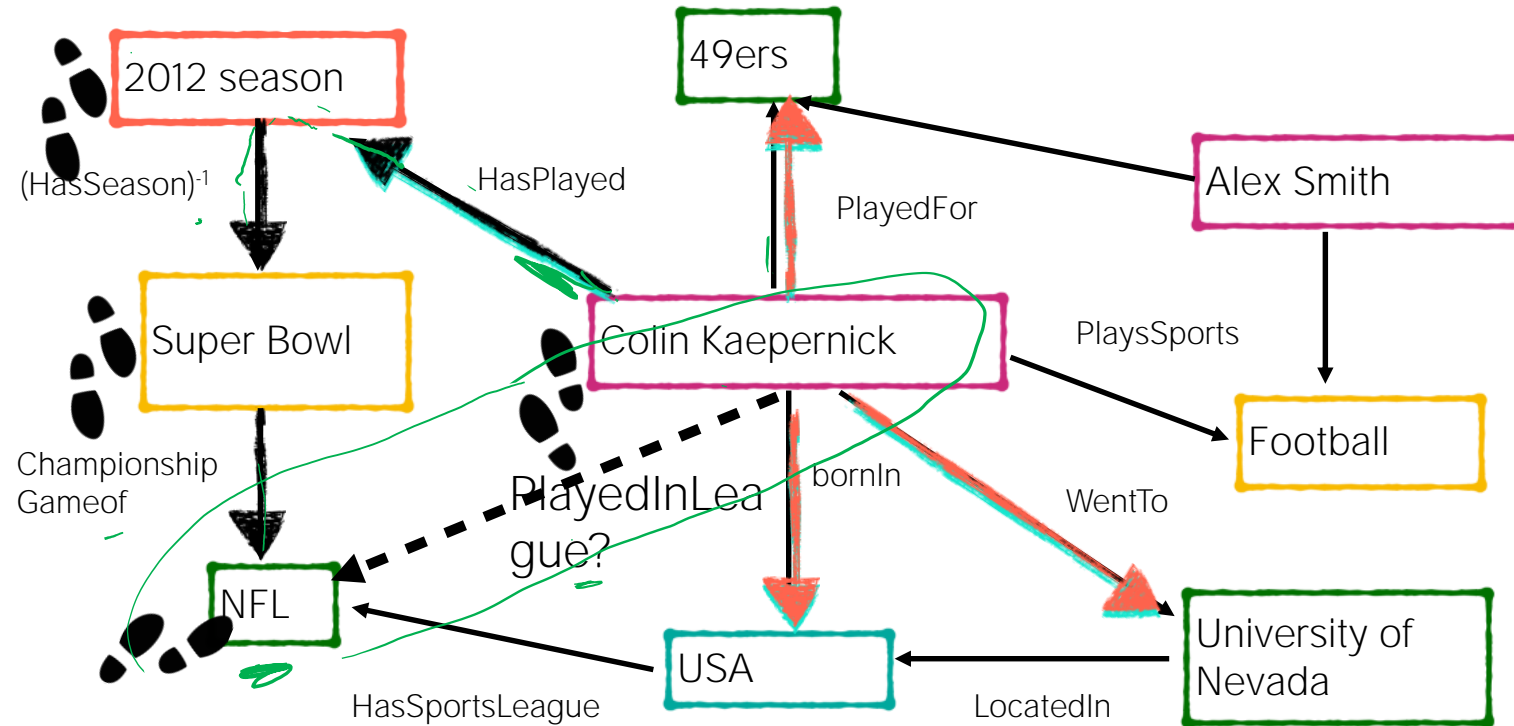 2012 season
49ers
Alex Smith
(HasSeason)-1
HasPlayed
PlayedFor
Super Bowl
Colin Kaepernick
PlaysSports
Football
Championship
Gameof
PlayedInLea
gue?
bornIn
WentTo
NFL
USA
University of
Nevada
HasSportsLeague
LocatedIn